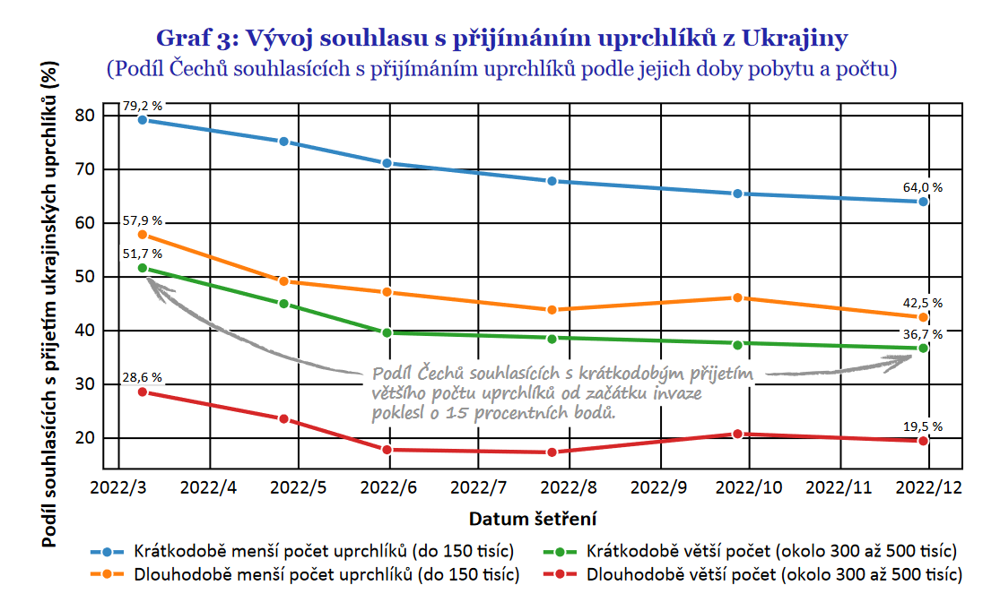 Graf 3: Vývoj souhlasu s přijímáním uprchlíků z Ukrajiny
(Podíl Čechů souhlasících s přijímáním uprchlíků podle jejich doby pobytu a počtu)
Podíl souhlasících s přijetím ukrajinských uprchlíků (%)
80
70
60
50
40
30
20
79,2 %
64,0 %
57,9 %
51,7 %
42,5 %
36,7 %
28,6 %
19,5 %
Podíl Čechů souhlasících s krátkodobým přijetím
většího počtu uprchlíků od začátku invaze
poklesl o 15 procentních bodů.
2022/3 2022/4 2022/5 2022/6 2022/7 2022/8 2022/9 2022/10 2022/11 2022/12
Datum šetření
Krátkodobě menší počet uprchlíků (do 150 tisíc)
Krátkodobě větší počet (okolo 300 až 500 tisíc)
Dlouhodobě menší počet uprchlíků (do 150 tisíc)
Dlouhodobě větší počet (okolo 300 až 500 tisíc)